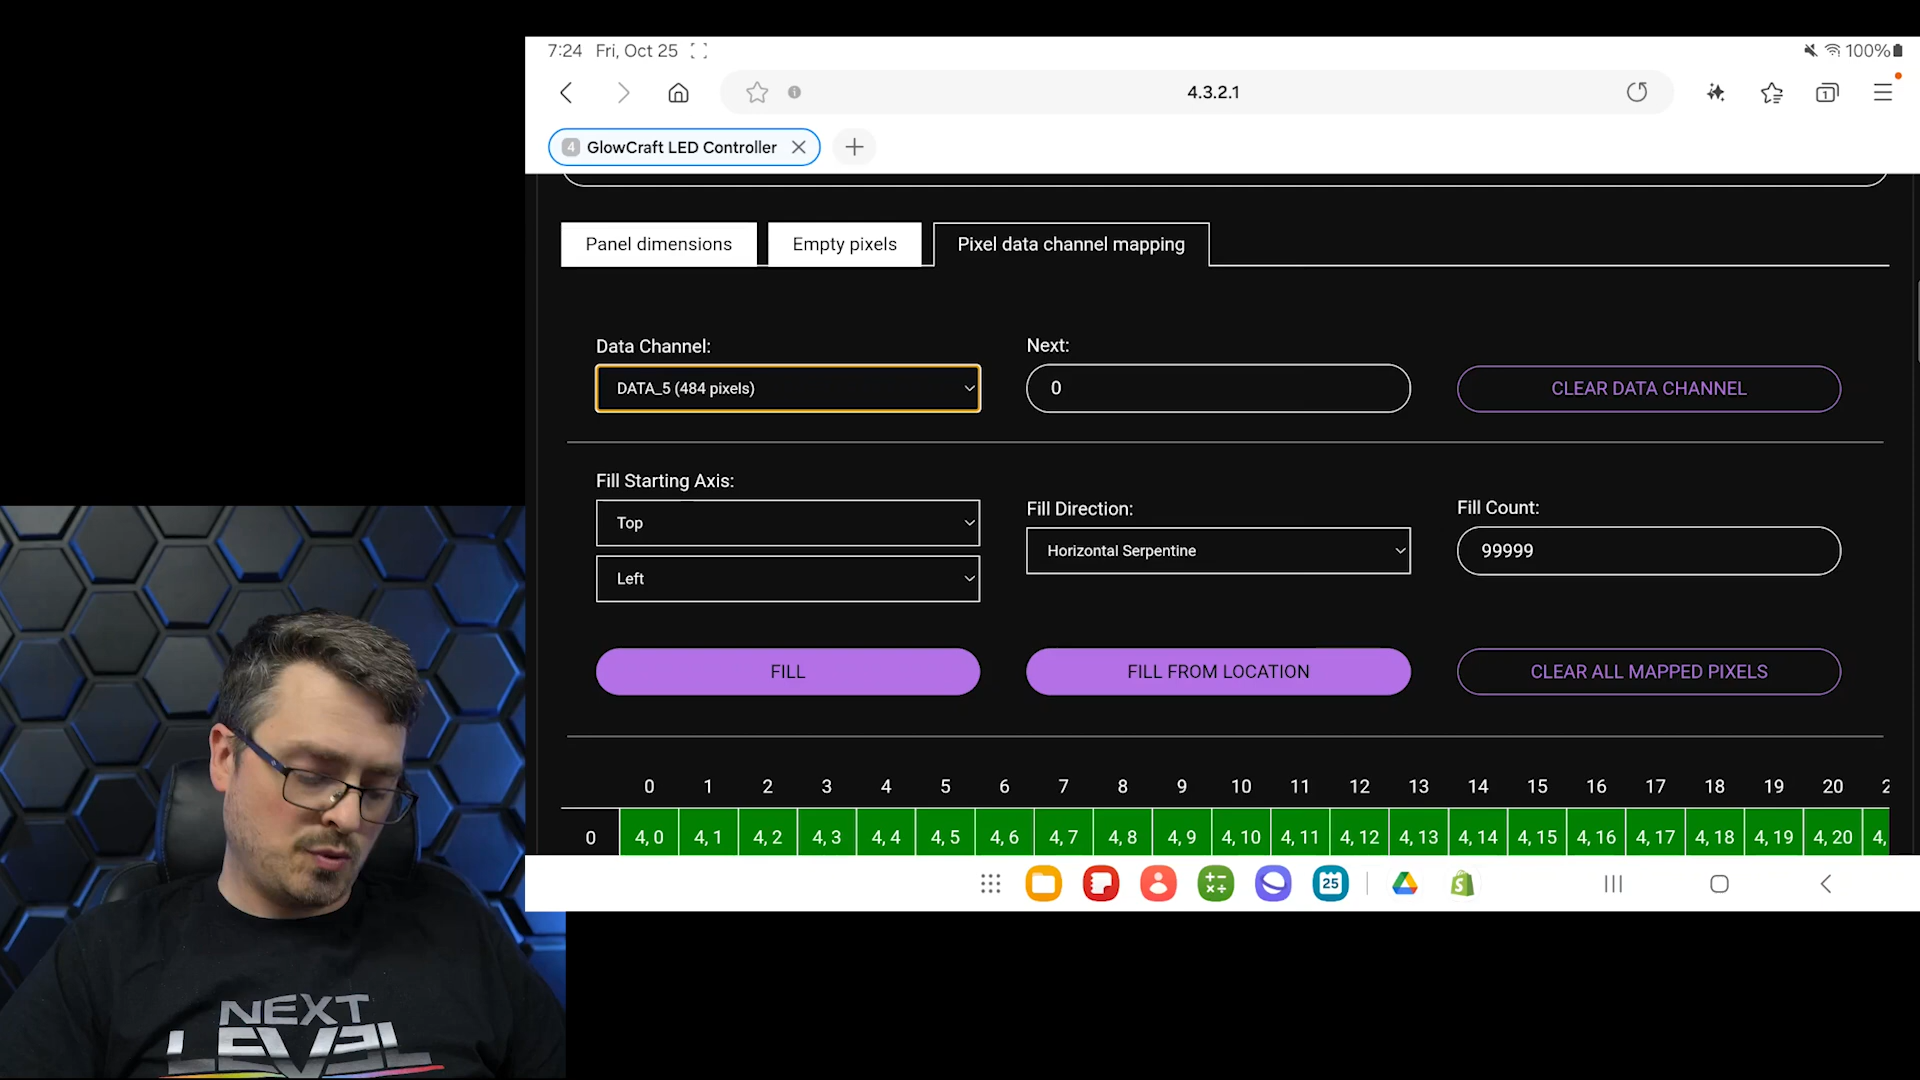 7:24 Fri, Oct 25
100%
4.3.2.1
1
4 GlowCraft LED Controller
Panel dimensions
Empty pixels
Pixel data channel mapping
Data Channel:
Next:
DATA_5 (484 pixels)
0
CLEAR DATA CHANNEL
Fill Starting Axis:
Fill Direction:
Fill Count:
Top
Horizontal Serpentine
99999
Left
FILL
FILL FROM LOCATION
CLEAR ALL MAPPED PIXELS
0 1 2 3 4 5 6 7 8 9 10 11 12 13 14 15 16 17 18 19 20 2
0 4, 0 4, 1 4, 2 4, 3 4, 4 4, 5 4, 6 4, 7 4, 8 4, 9 4, 10 4, 11 4, 12 4, 13 4, 14 4, 15 4, 16 4, 17 4, 18 4, 19 4, 20 4,
25
NEXT
LEVEL